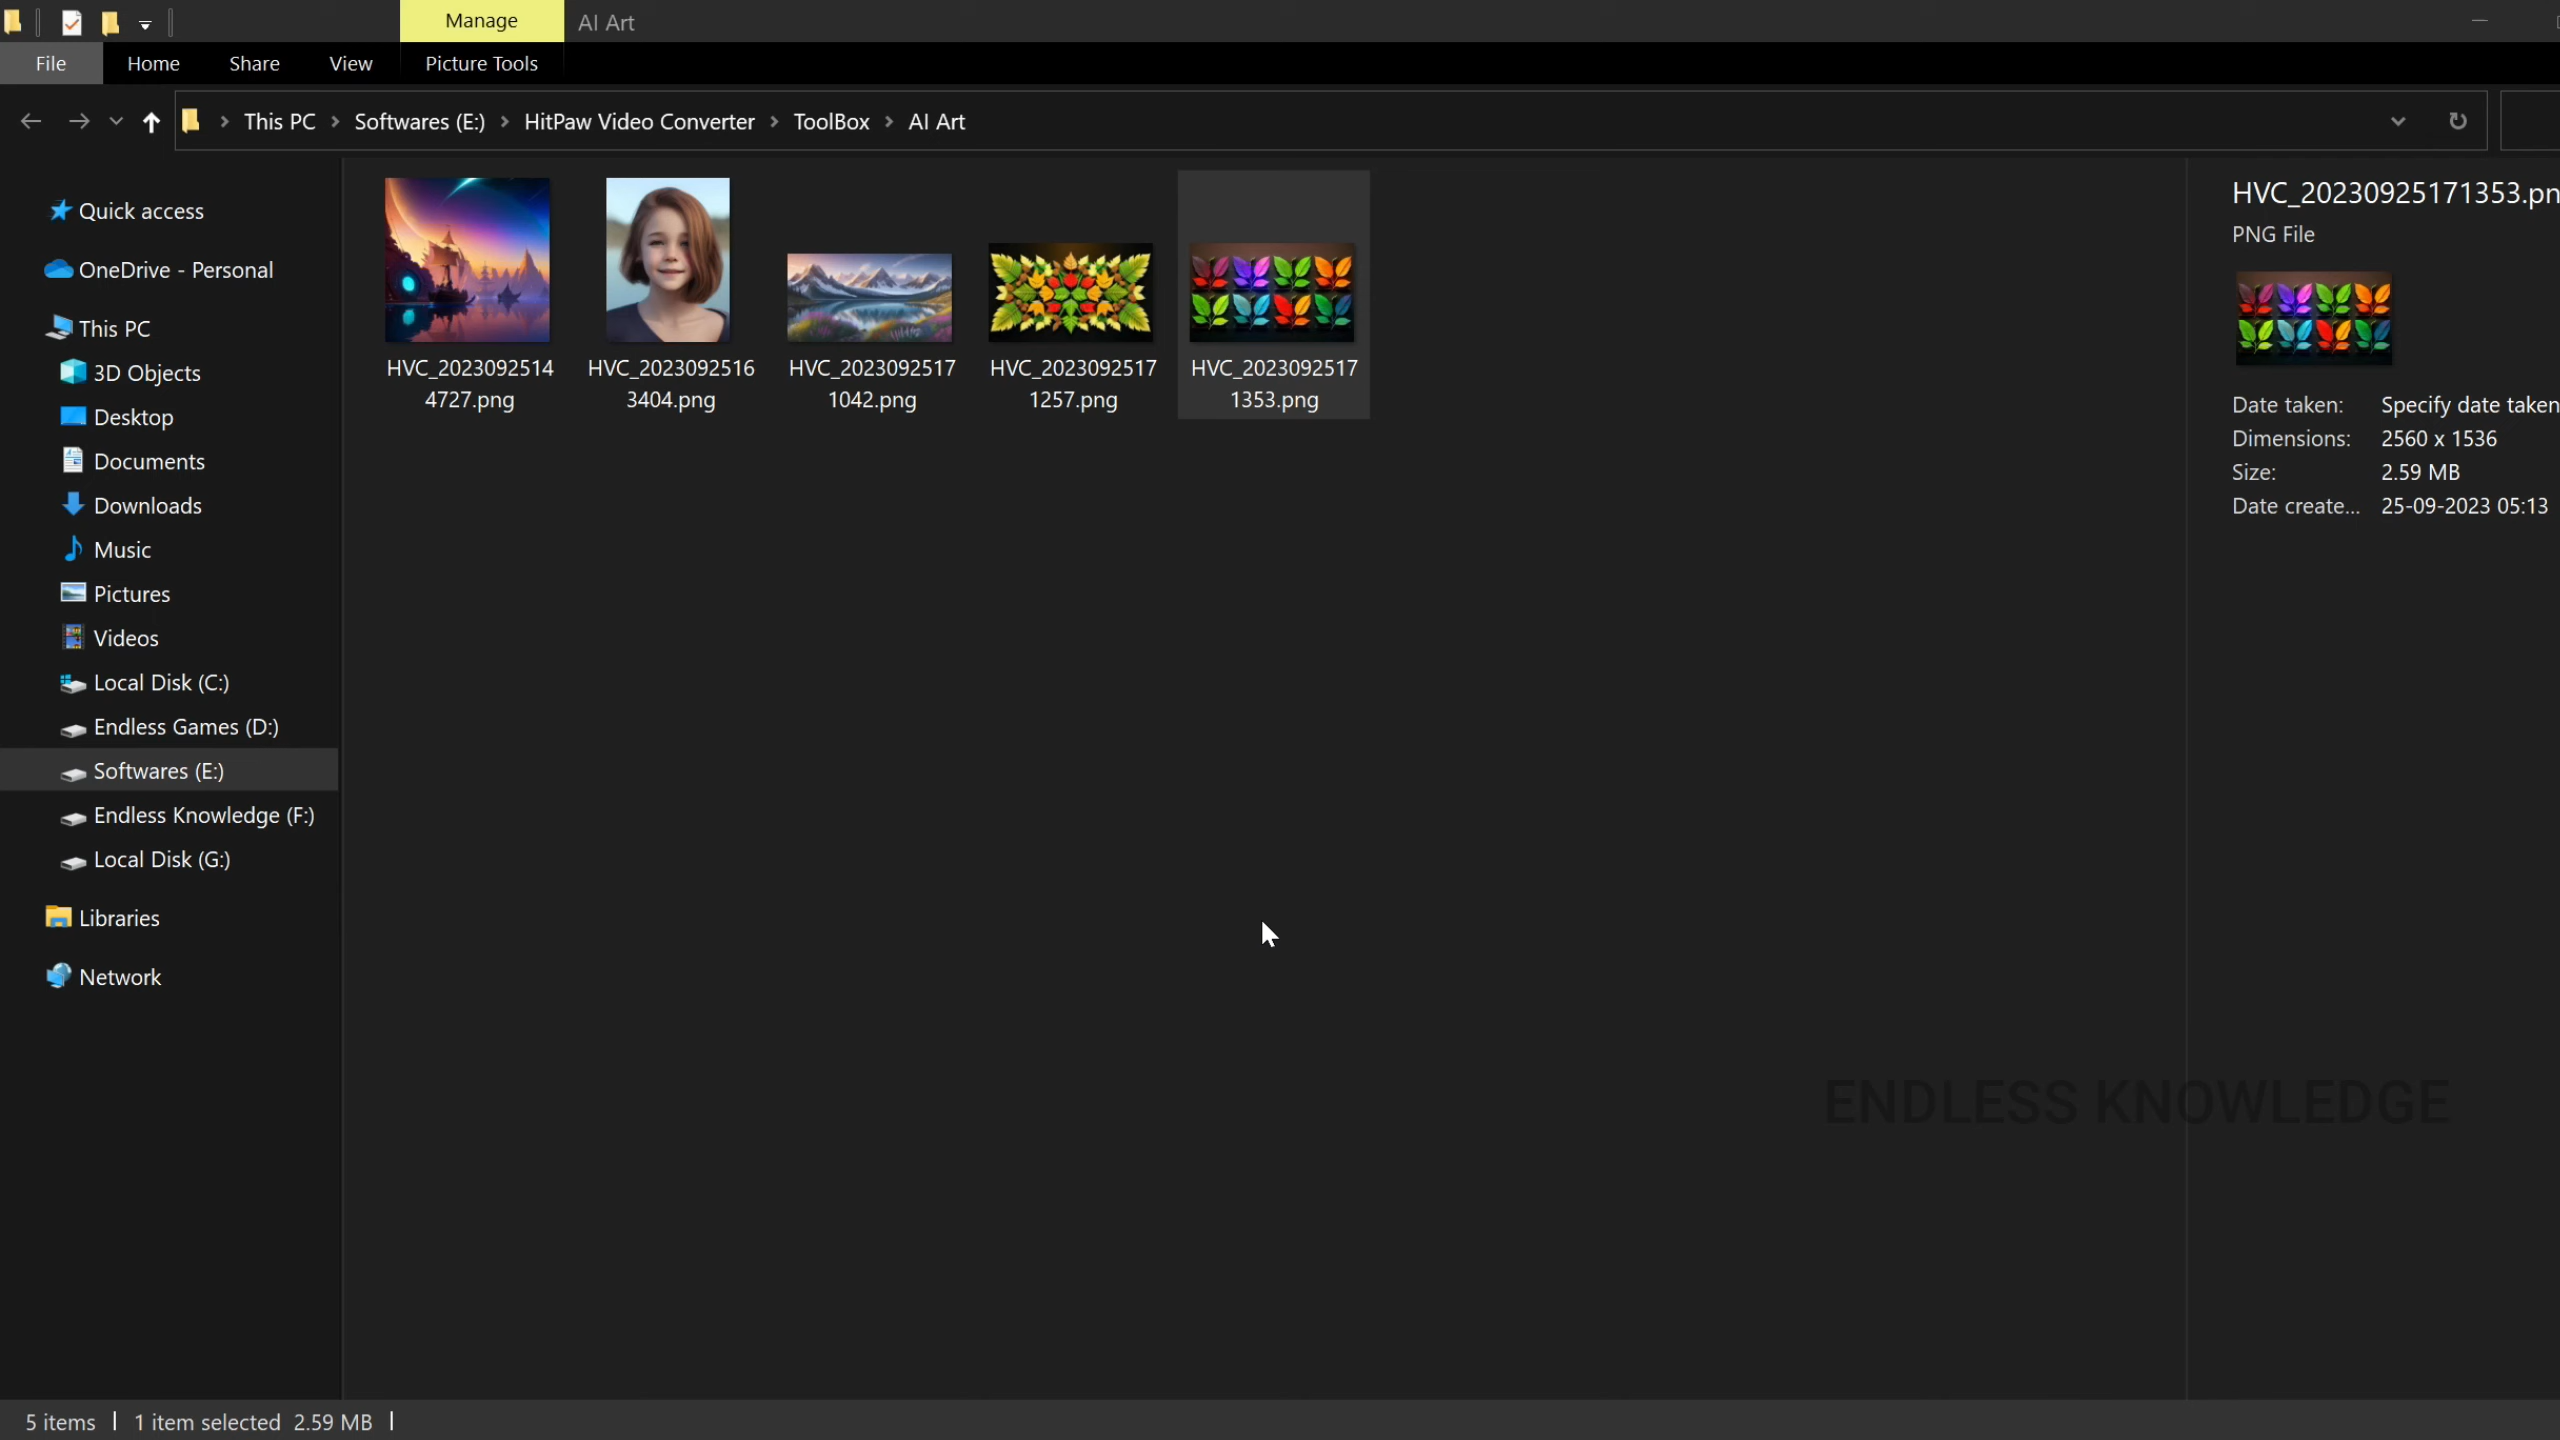 Manage
AI Art
File
Home
Share
View
Picture Tools
This PC
Softwares (E:)
HitPaw Video Converter
ToolBox
AI Art
Quick access
OneDrive - Personal
This PC
3D Objects
Desktop
Documents
Downloads
Music
Pictures
Videos
Local Disk (C:)
Endless Games (D:)
Softwares (E:)
Endless Knowledge (F:)
Local Disk (G:)
Libraries
Network
HVC_2023092514
4727.png
HVC_2023092516
3404.png
HVC_2023092517
1042.png
HVC_2023092517
1257.png
HVC_2023092517
1353.png
HVC_20230925171353.pn
PNG File
Date taken: Specify date taken
Dimensions: 2560 x 1536
Size: 2.59 MB
Date create... 25-09-2023 05:13
ENDLESS KNOWLEDGE
5 items
1 item selected 2.59 MB